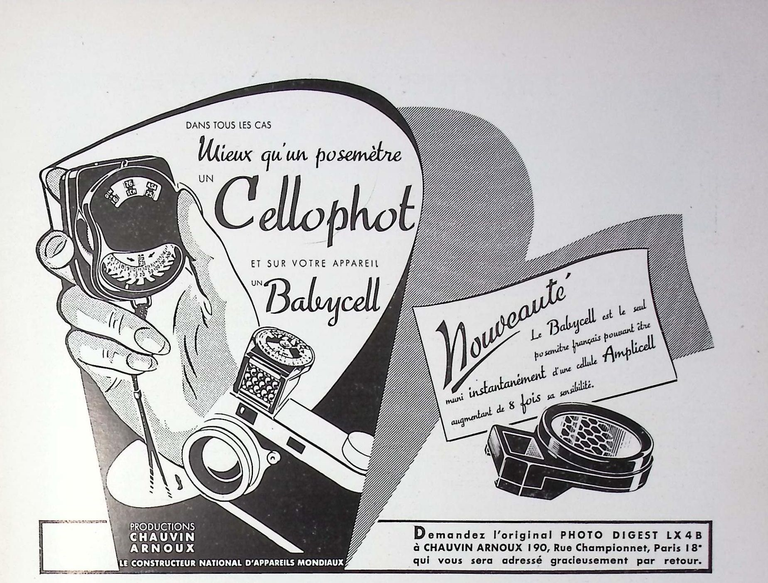 DANS TOUS LES CAS
Mieux qu'un posemètre
UN
Cellophot
ET SUR VOTRE APPAREIL
UN
Babycell
Nouveauté
Le Babycell est le seul
posemètre français pouvant être
muni instantanément d'une cellule Amplicell
augmentant de 8 fois sa sensibilité.
PRODUCTIONS
CHAUVIN
ARNOUX
LE CONSTRUCTEUR NATIONAL D'APPAREILS MONDIAUX
Demandez l'original PHOTO DIGEST LX4B
à CHAUVIN ARNOUX 190, Rue Championnet, Paris 18e
qui vous sera adressé gracieusement par retour.